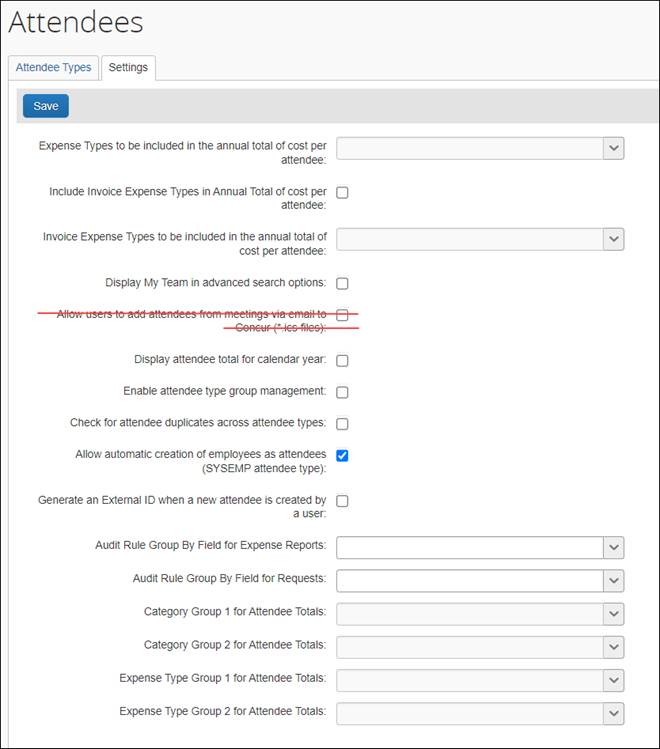 Attendees
Attendee Types
Settings
Save
Expense Types to be included in the annual total of cost per
attendee:
Include Invoice Expense Types in Annual Total of cost per
attendee:
Invoice Expense Types to be included in the annual total of
cost per attendee:
Display My Team in advanced search options:
Allow users to add attendees from meetings via email to
Concur (*.ics files):
Display attendee total for calendar year:
Enable attendee type group management:
Check for attendee duplicates across attendee types:
Allow automatic creation of employees as attendees
(SYSEMP attendee type):
Generate an External ID when a new attendee is created by
a user:
Audit Rule Group By Field for Expense Reports:
Audit Rule Group By Field for Requests:
Category Group 1 for Attendee Totals:
Category Group 2 for Attendee Totals:
Expense Type Group 1 for Attendee Totals:
Expense Type Group 2 for Attendee Totals: